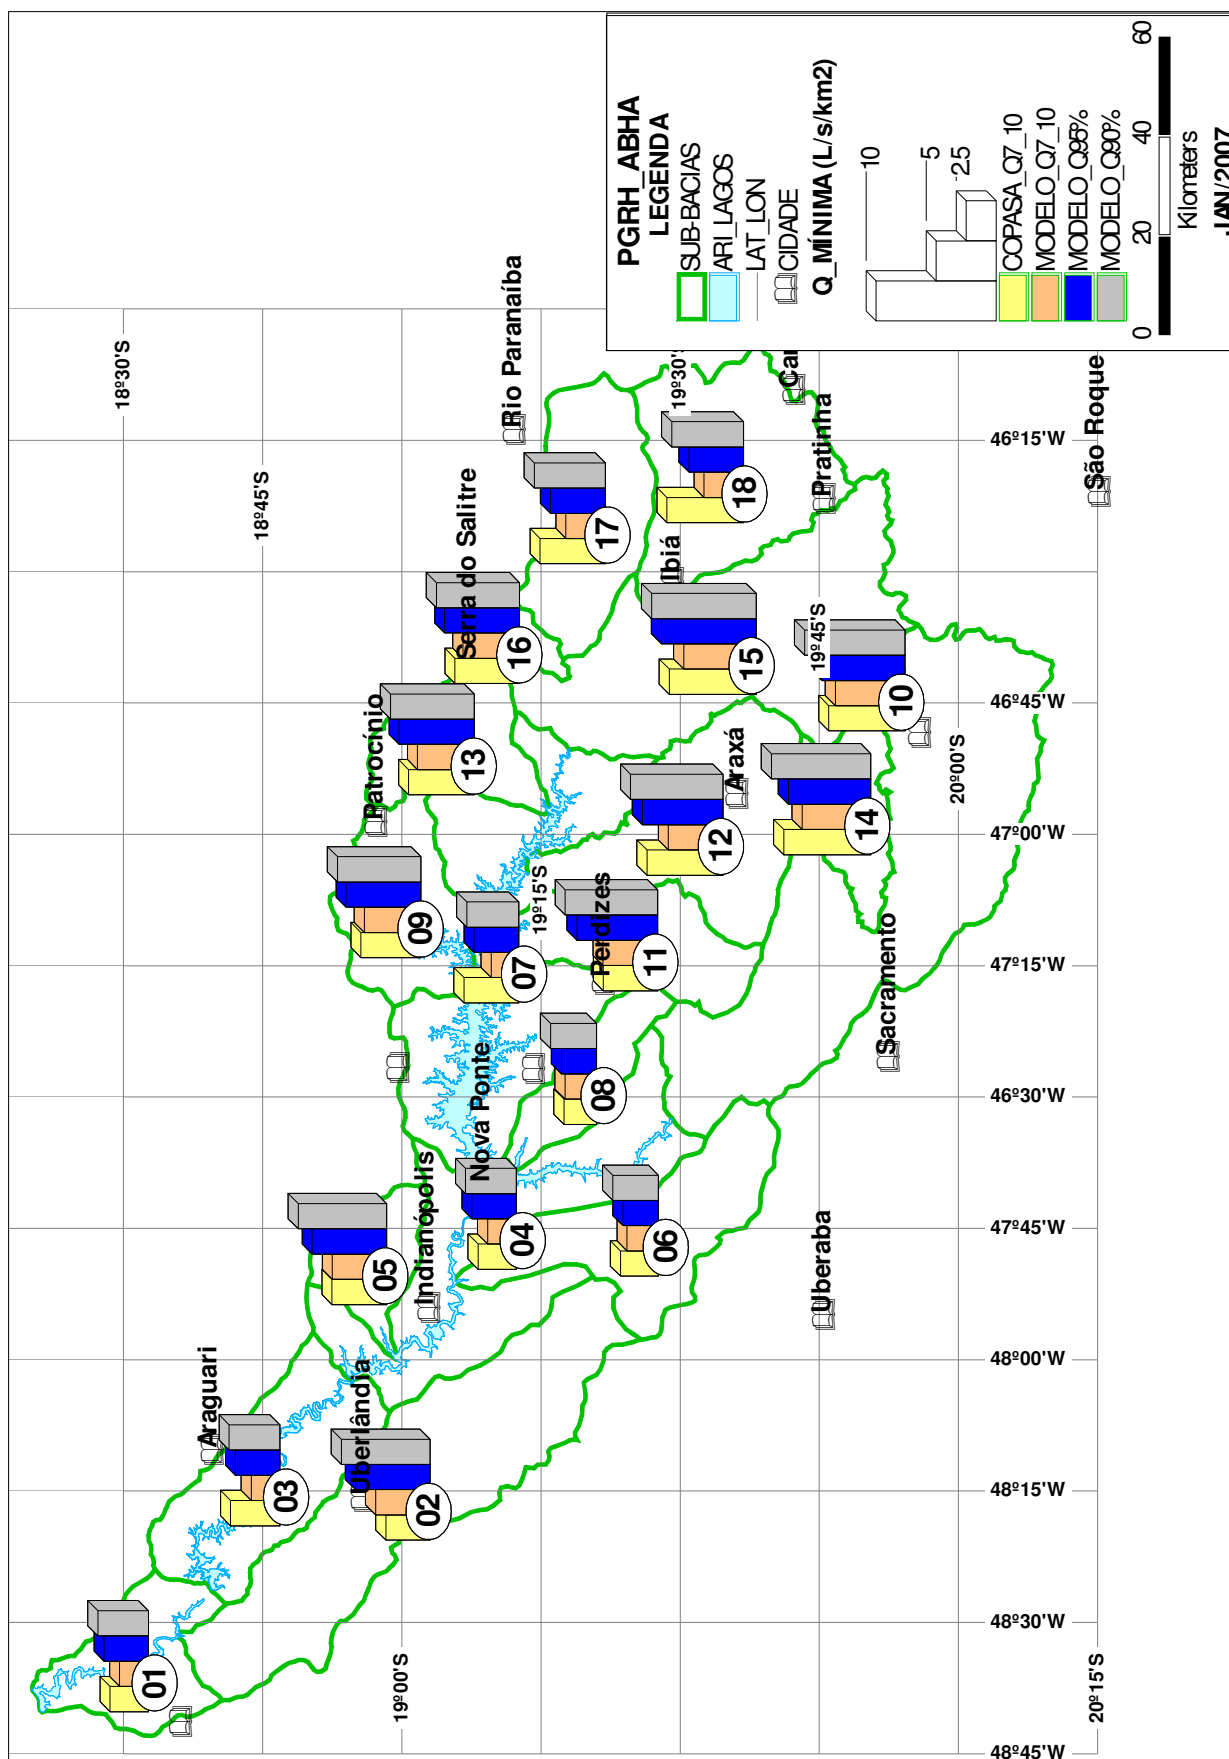 18º30'S
01
Araguari
18º45'S
03
Uberlândia
Patrocínio
19º00'S
02
05
Indianópolis
09
13
Serra do Salitre
16
Rio Paranaíba
Nova Ponte
04
07
19º15'S
17
08
Perdizes
11
06
Ibiá
19º30'S
12
Araxá
15
18
Uberaba
19º45'S
Pratinha
14
10
Sacramento
20º00'S
São Roque
20º15'S
48º45'W
48º30'W
48º15'W
48º00'W
47º45'W
46º30'W
47º15'W
47º00'W
46º45'W
46º15'W
PGRH_ABHA
LEGENDA
SUB-BACIAS
ARI_LAGOS
LAT_LON
CIDADE
Q_MÍNIMA (L/s/km2)
10
5
2.5
COPASA_Q7_10
MODELO_Q7_10
MODELO_Q95%
MODELO_Q90%
0 20 40 60
Kilometers
JAN/2007